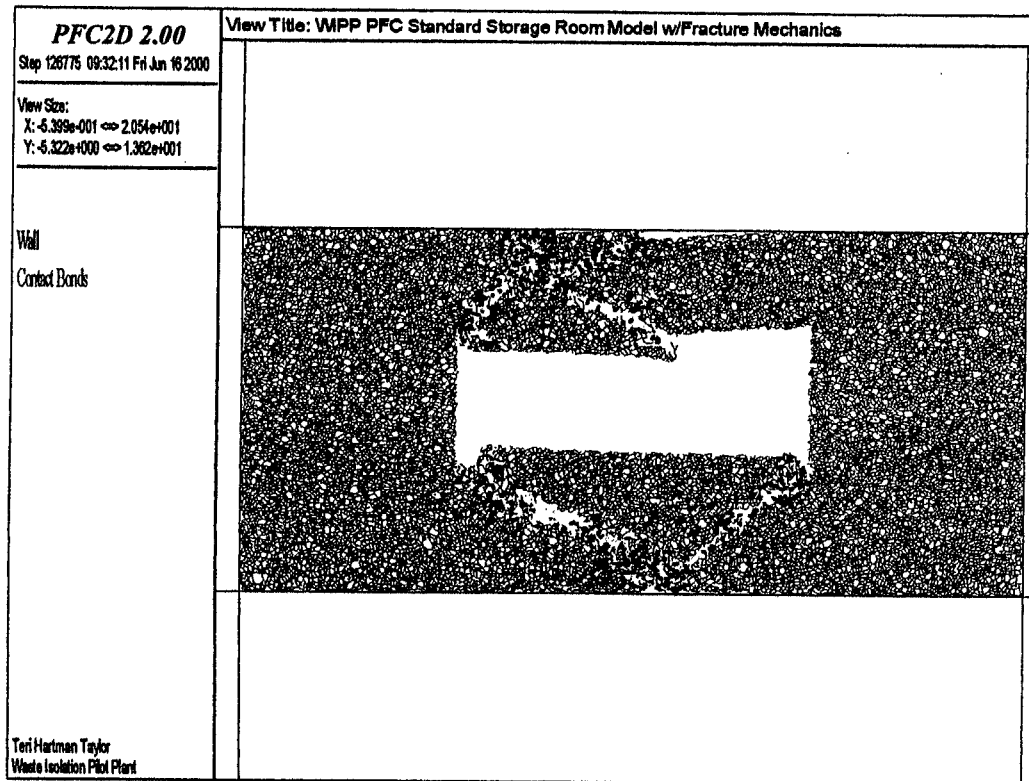 PFC2D 2.00
Step 126775 09:32:11 Fri Jun 16 2000
View Size:
X: -5.399e-001 <=> 2.054e+001
Y: -5.322e+000 <=> 1.362e+001
Wall
Contact Bonds
Teri Hartman Taylor
Waste Isolation Pilot Plant
View Title: WIPP PFC Standard Storage Room Model w/Fracture Mechanics